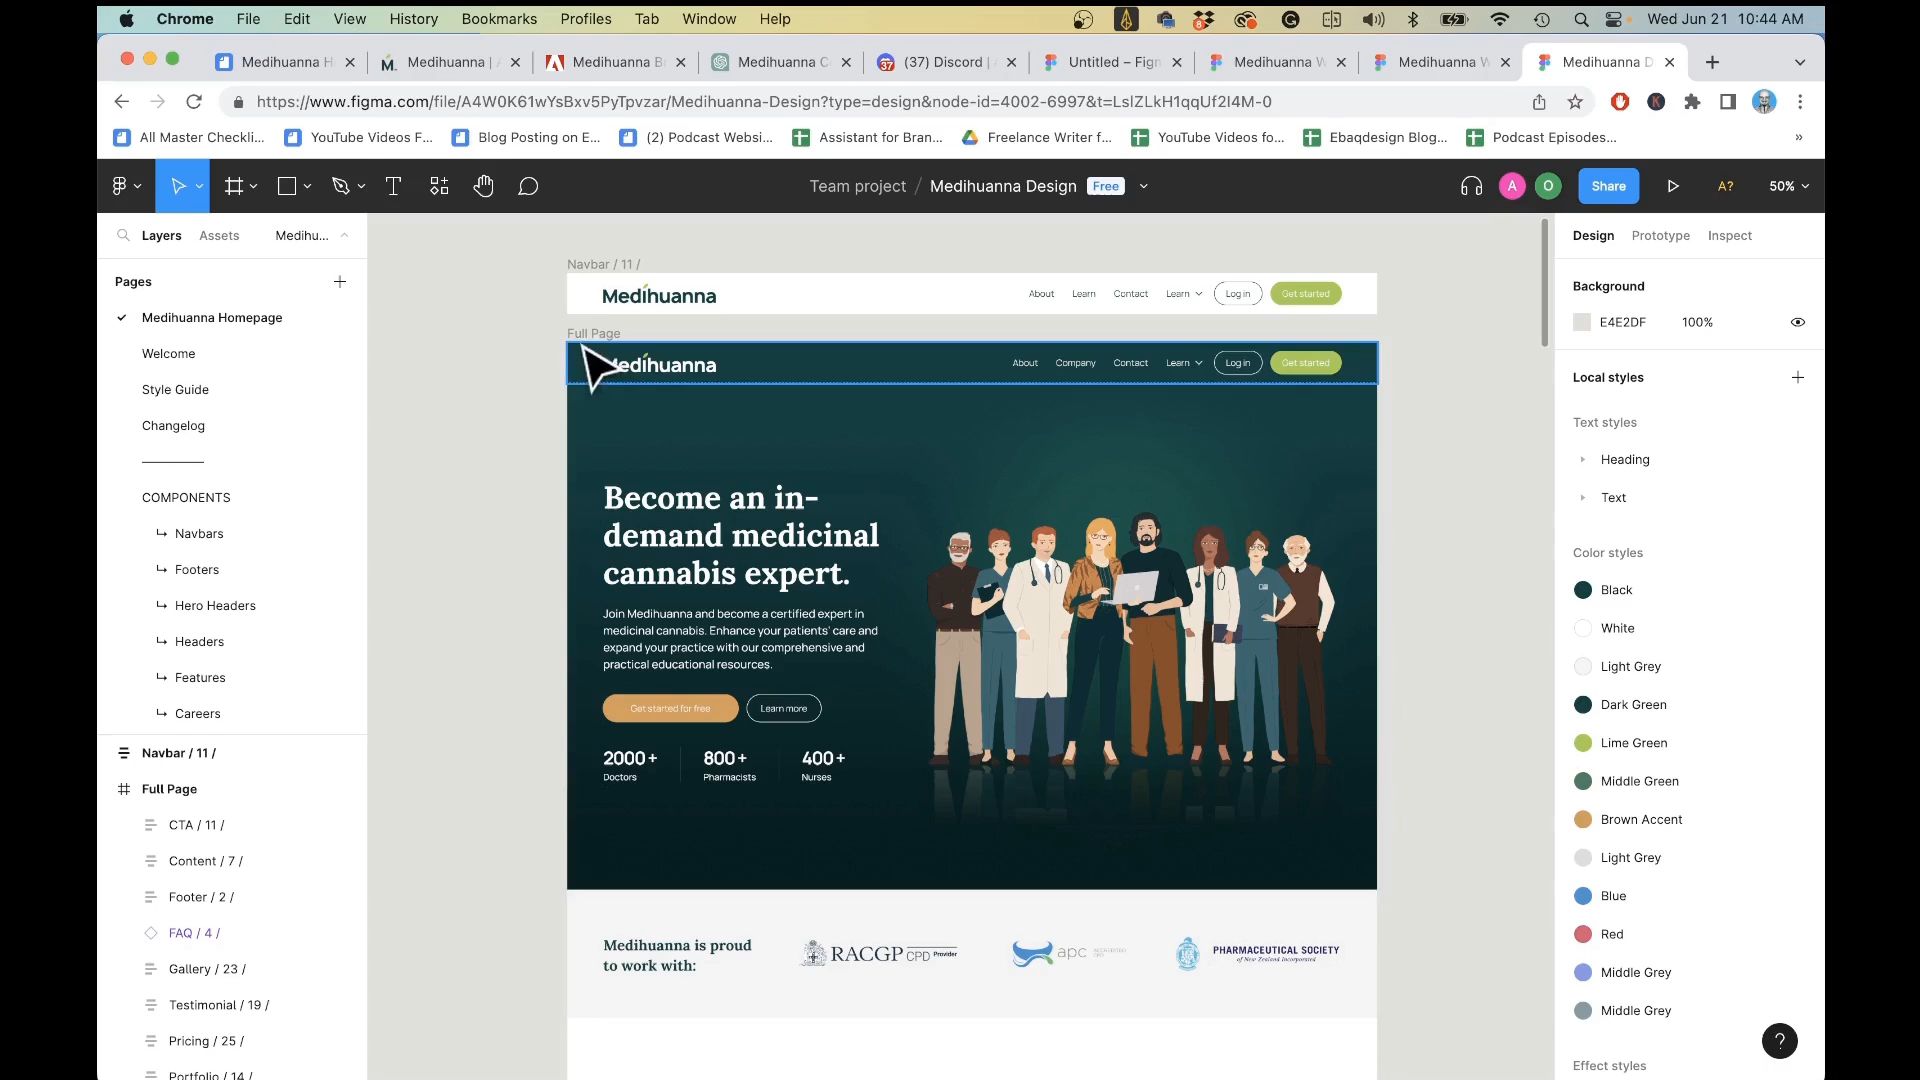 Chrome File Edit View History Bookmarks Profiles Tab Window Help Wed Jun 21 10:44 AM
Medihuanna H Medihuanna | Medihuanna B Medihuanna C (37) Discord | Untitled – Fign Medihuanna W Medihuanna W Medihuanna D
https://www.figma.com/file/A4W0K61wYsBxv5PyTpvzar/Medihuanna-Design?type=design&node-id=4002-6997&t=LslZLkH1qqUf2I4M-0
All Master Checkli... YouTube Videos F... Blog Posting on E... (2) Podcast Websi... Assistant for Bran... Freelance Writer f... YouTube Videos fo... Ebaqdesign Blog... Podcast Episodes... »
Team project / Medihuanna Design Free A O Share A? 50%
Layers Assets Medihu...
Pages
Medihuanna Homepage
Welcome
Style Guide
Changelog
COMPONENTS
Navbars
Footers
Hero Headers
Headers
Features
Careers
Navbar / 11 /
Full Page
CTA / 11 /
Content / 7 /
Footer / 2 /
FAQ / 4 /
Gallery / 23 /
Testimonial / 19 /
Pricing / 25 /
Portfolio / 14 /
Navbar / 11 /
Medihuanna About Learn Contact Learn Log in Get started
Full Page
edihuanna About Company Contact Learn Log in Get started
Become an in-
demand medicinal
cannabis expert.
Join Medihuanna and become a certified expert in
medicinal cannabis. Enhance your patients' care and
expand your practice with our comprehensive and
practical educational resources.
Get started for free Learn more
2000+ 800+ 400+
Doctors Pharmacists Nurses
Medihuanna is proud
to work with:
RACGP CPD Provider
apc
PHARMACEUTICAL SOCIETY
of New Zealand Incorporated
Design Prototype Inspect
Background
E4E2DF 100%
Local styles
Text styles
Heading
Text
Color styles
Black
White
Light Grey
Dark Green
Lime Green
Middle Green
Brown Accent
Light Grey
Blue
Red
Middle Grey
Middle Grey
Effect styles
?